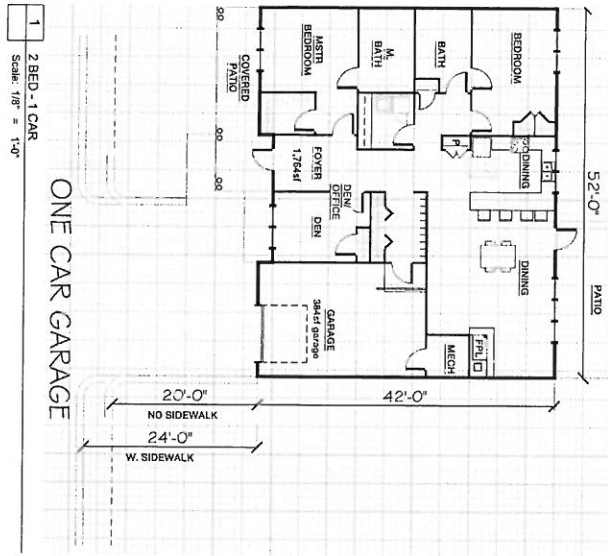 52'-0"
PATIO
BEDROOM
BATH
M.
BATH
MSTR
BEDROOM
COVERED
PATIO
DINING
P
FOYER
1,764sf
DEN/
OFFICE
DEN
DINING
GARAGE
384sf garage
MECH
FPL
42'-0"
20'-0"
NO SIDEWALK
24'-0"
W. SIDEWALK
ONE CAR GARAGE
1
2 BED - 1 CAR
Scale: 1/8" = 1'-0"